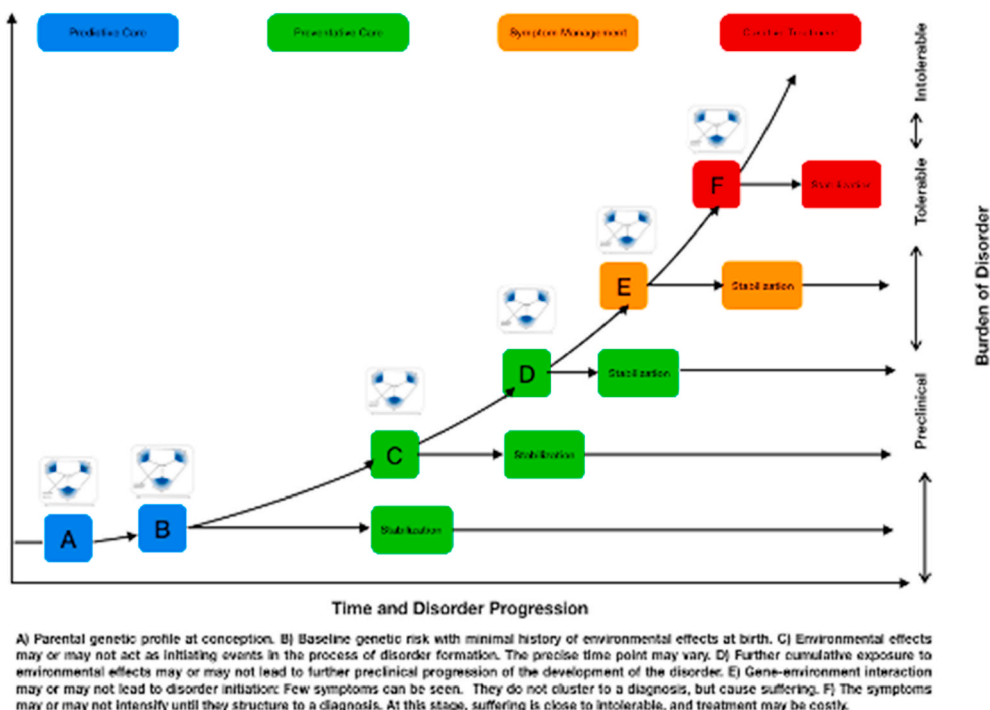 Predictive Care
Preventative Care
Symptom Management
Intolerable
F
Stabilization
Tolerable
E
Stabilization
Burden of Disorder
D
Stabilization
Preclinical
C
Stabilization
A
B
Stabilization
Time and Disorder Progression
A) Parental genetic profile at conception. B) Baseline genetic risk with minimal history of environmental effects at birth. C) Environmental effects
may or may not act as initiating events in the process of disorder formation. The precise time point may vary. D) Further cumulative exposure to
environmental effects may or may not lead to further preclinical progression of the development of the disorder. E) Gene-environment interaction
may or may not lead to disorder initiation: Few symptoms can be seen. They do not cluster to a diagnosis, but cause suffering. F) The symptoms
may or may not intensify until they structure to a diagnosis. At this stage, suffering is close to intolerable, and treatment may be costly.